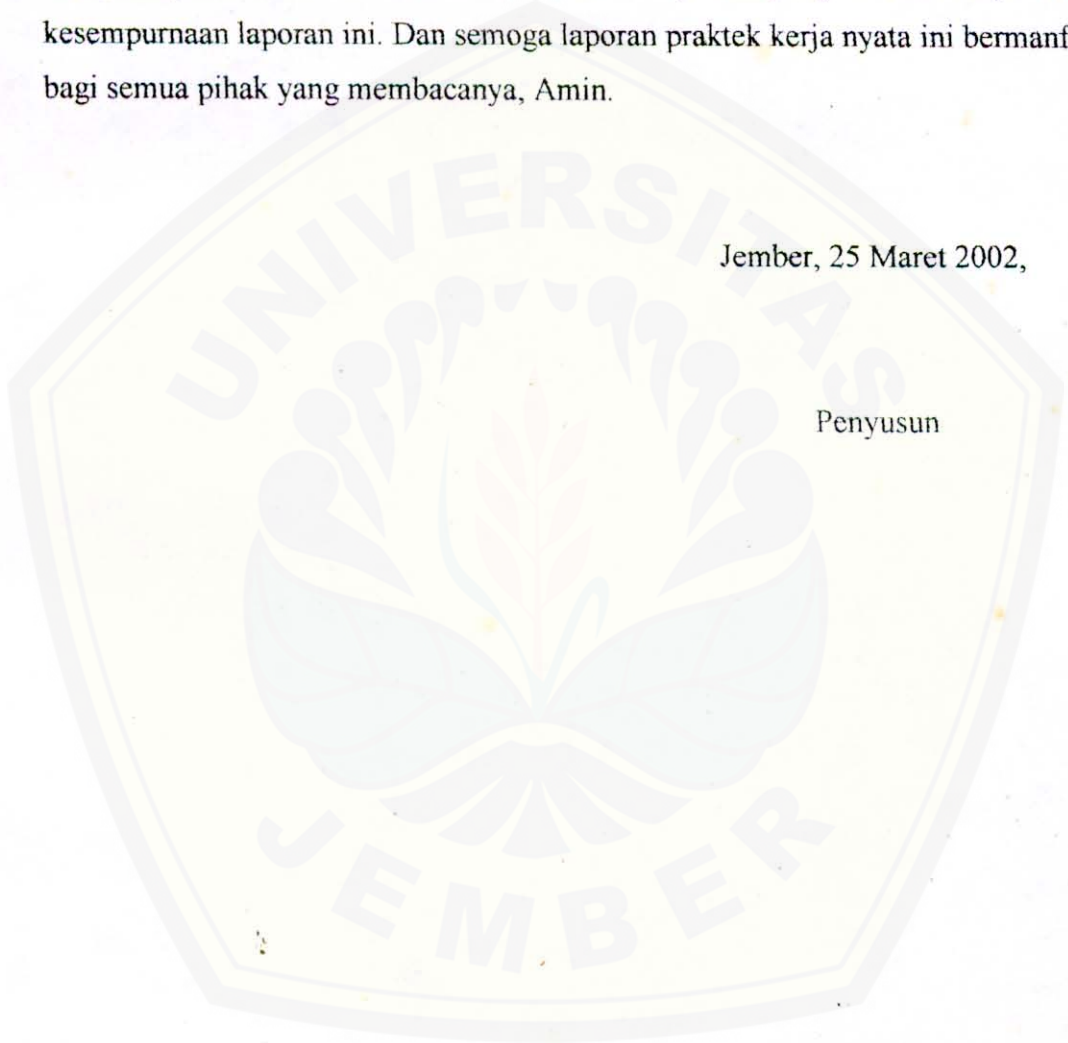 kesempurnaan laporan ini. Dan semoga laporan praktek kerja nyata ini bermanf
bagi semua pihak yang membacanya, Amin.
UNIVERSITAS
Jember, 25 Maret 2002,
Penyusun
JEMBER